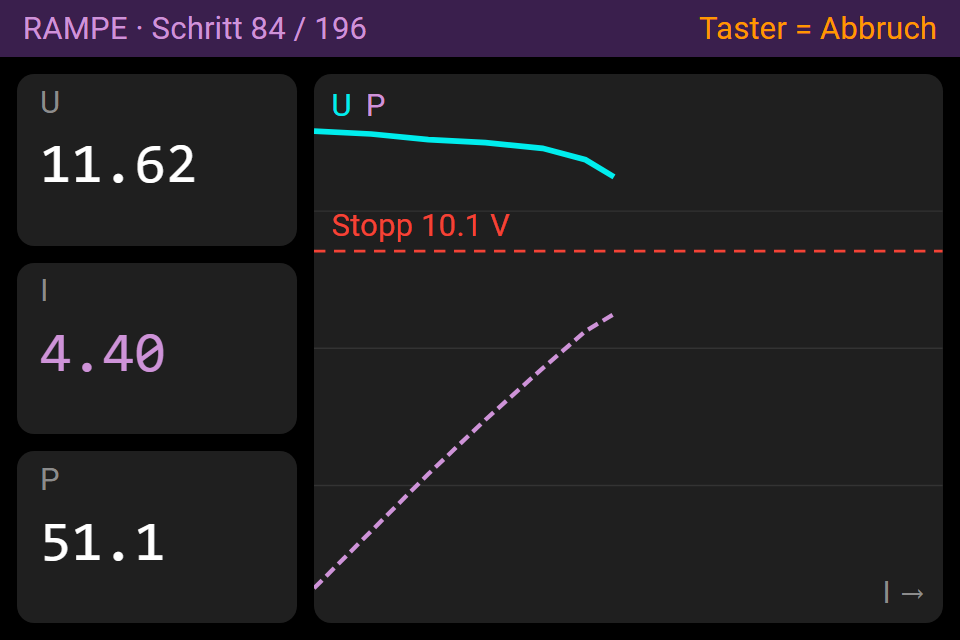 RAMPE · Schritt 84 / 196
Taster = Abbruch
U
11.62
I
4.40
P
51.1
U P
Stopp 10.1 V
I →